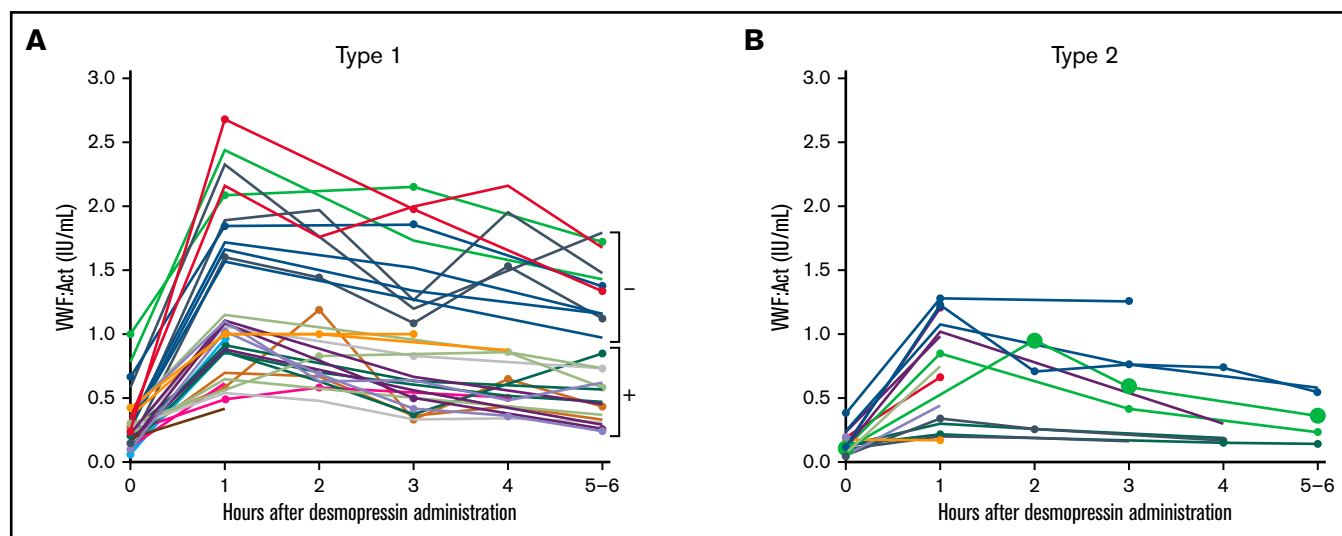 A
Type 1
3.0
2.5
2.0
1.5
1.0
0.5
0.0
VWF:Act (IU/mL)
0 1 2 3 4 5–6
Hours after desmopressin administration
–
+
B
Type 2
3.0
2.5
2.0
1.5
1.0
0.5
0.0
VWF:Act (IU/mL)
0 1 2 3 4 5–6
Hours after desmopressin administration